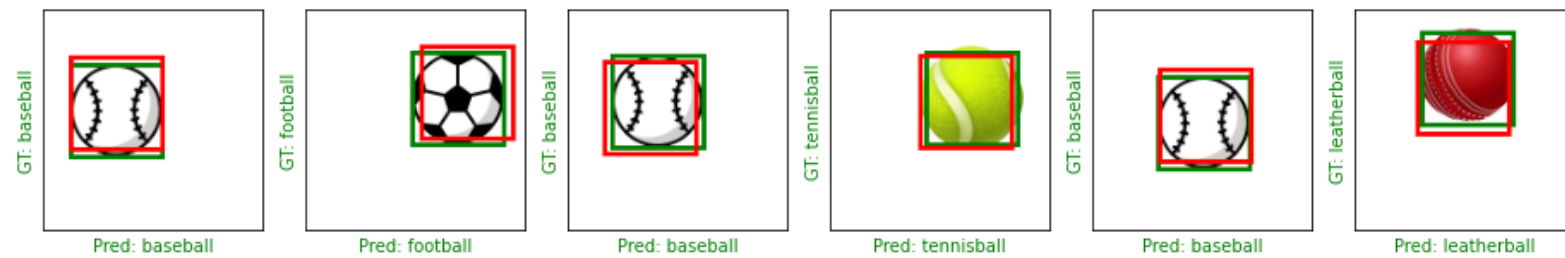 GT: baseball
Pred: baseball
GT: football
Pred: football
GT: baseball
Pred: baseball
GT: tennisball
Pred: tennisball
GT: baseball
Pred: baseball
GT: leatherball
Pred: leatherball